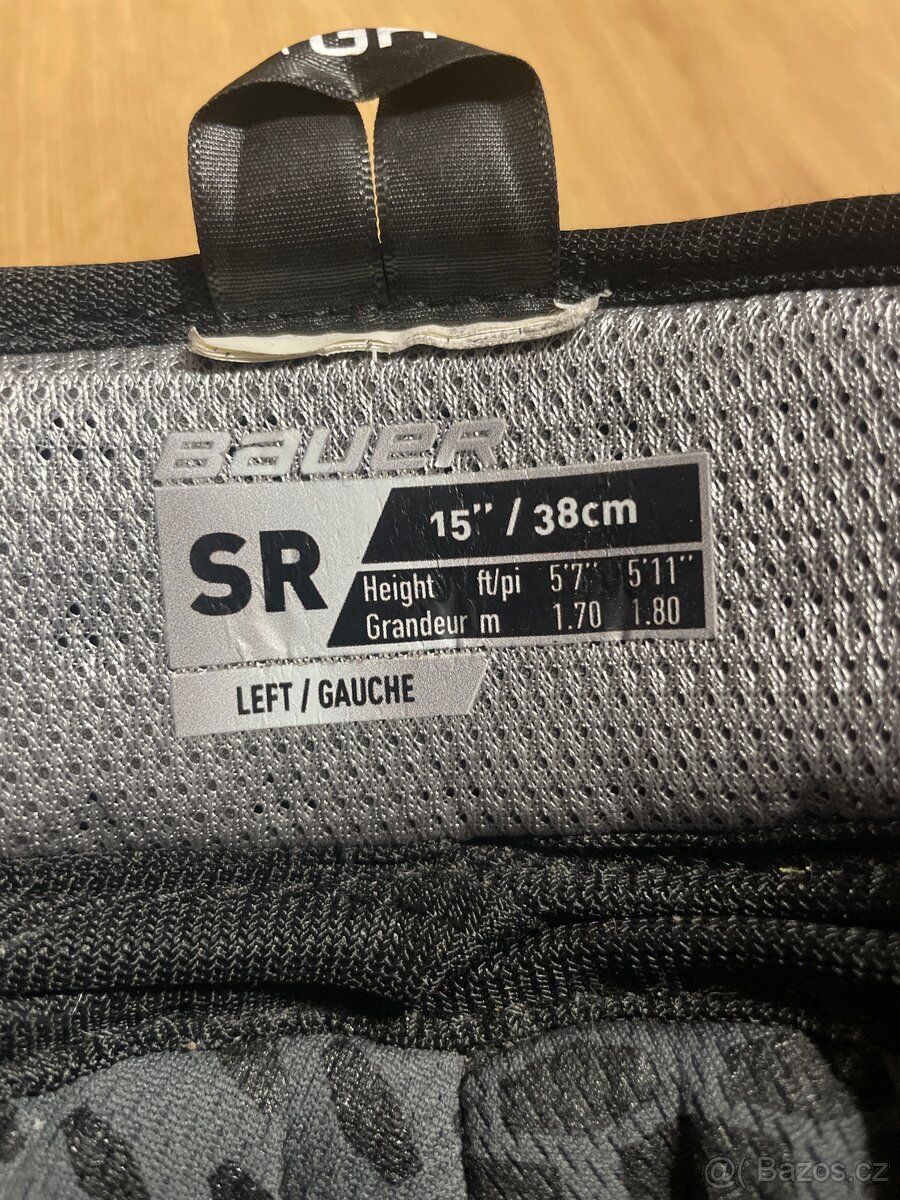 BAUER
SR
15" / 38cm
Height ft/pi 5'7" 5'11"
Grandeur m 1.70 1.80
LEFT / GAUCHE
@( Bazos.cz